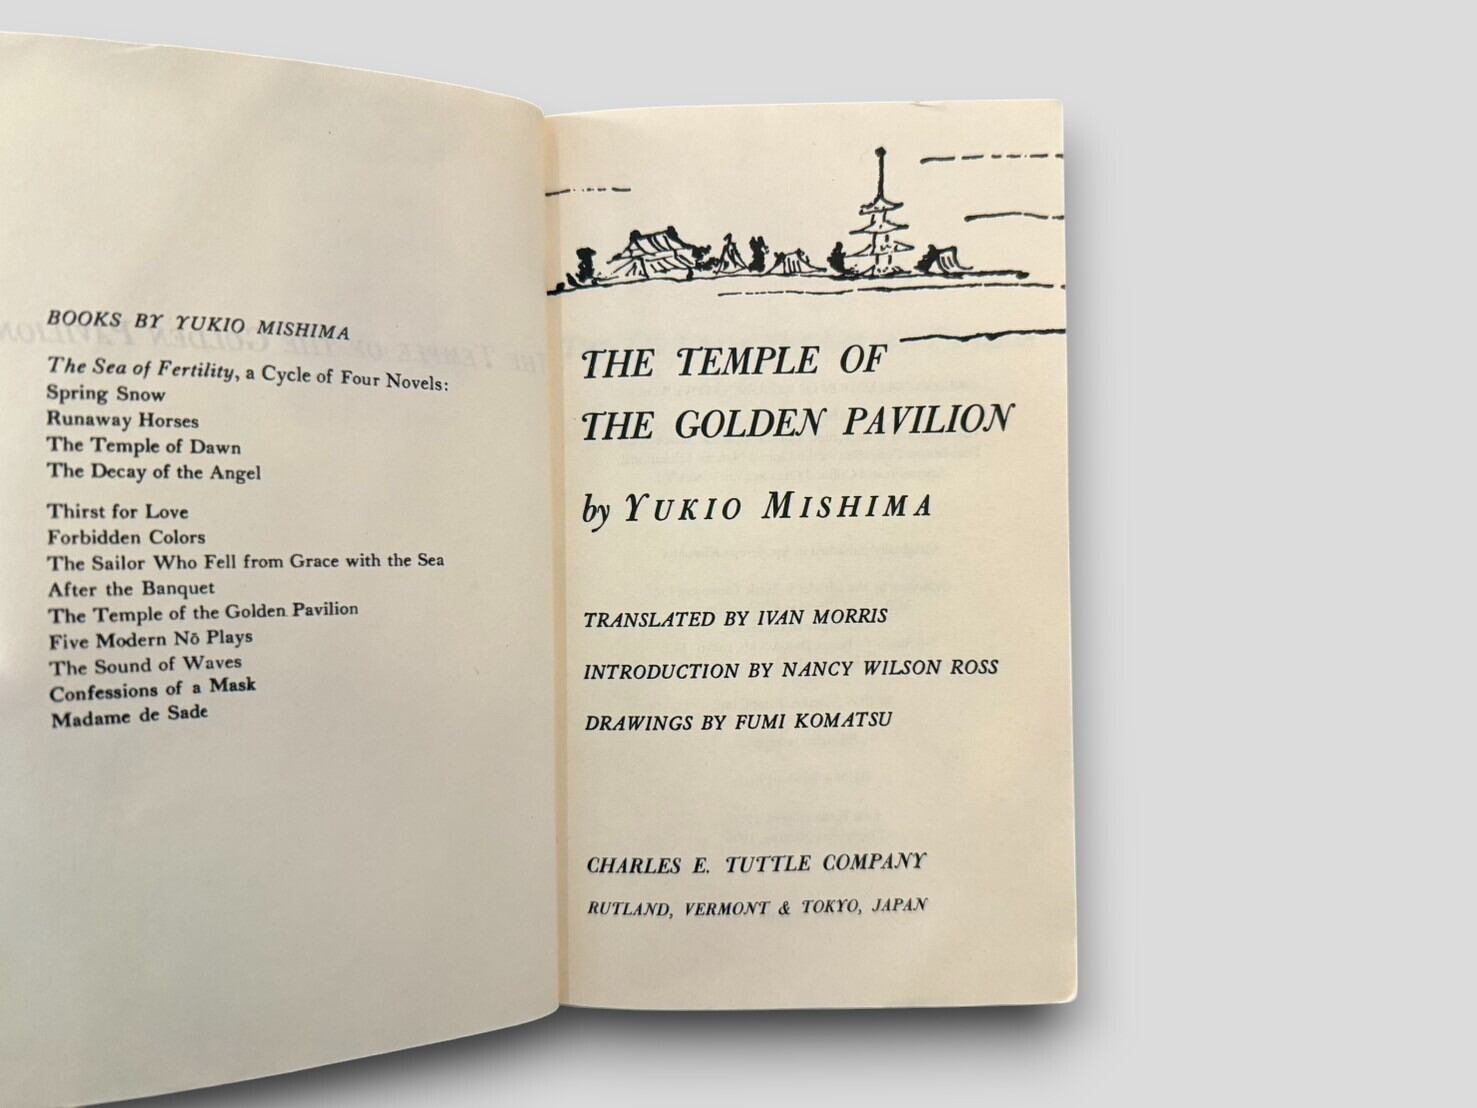 BOOKS BY YUKIO MISHIMA
The Sea of Fertility, a Cycle of Four Novels:
Spring Snow
Runaway Horses
The Temple of Dawn
The Decay of the Angel
Thirst for Love
Forbidden Colors
The Sailor Who Fell from Grace with the Sea
After the Banquet
The Temple of the Golden Pavilion
Five Modern Nō Plays
The Sound of Waves
Confessions of a Mask
Madame de Sade
THE TEMPLE OF
THE GOLDEN PAVILION
by YUKIO MISHIMA
TRANSLATED BY IVAN MORRIS
INTRODUCTION BY NANCY WILSON ROSS
DRAWINGS BY FUMI KOMATSU
CHARLES E. TUTTLE COMPANY
RUTLAND, VERMONT & TOKYO, JAPAN